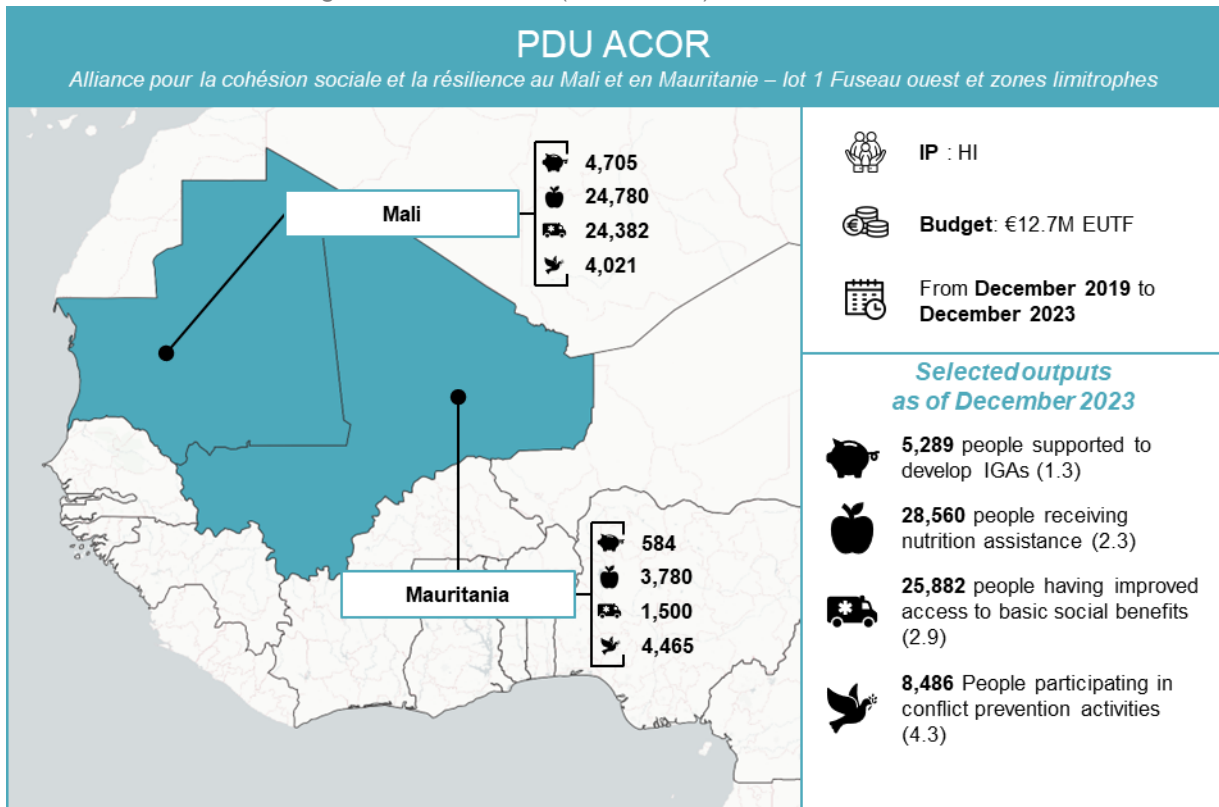 PDU ACOR
Alliance pour la cohésion sociale et la résilience au Mali et en Mauritanie – lot 1 Fuseau ouest et zones limitrophes
Mali
4,705
24,780
24,382
4,021
Mauritania
584
3,780
1,500
4,465
IP : HI
Budget: €12.7M EUTF
From December 2019 to
December 2023
Selected outputs
as of December 2023
5,289 people supported to
develop IGAs (1.3)
28,560 people receiving
nutrition assistance (2.3)
25,882 people having improved
access to basic social benefits
(2.9)
8,486 People participating in
conflict prevention activities
(4.3)